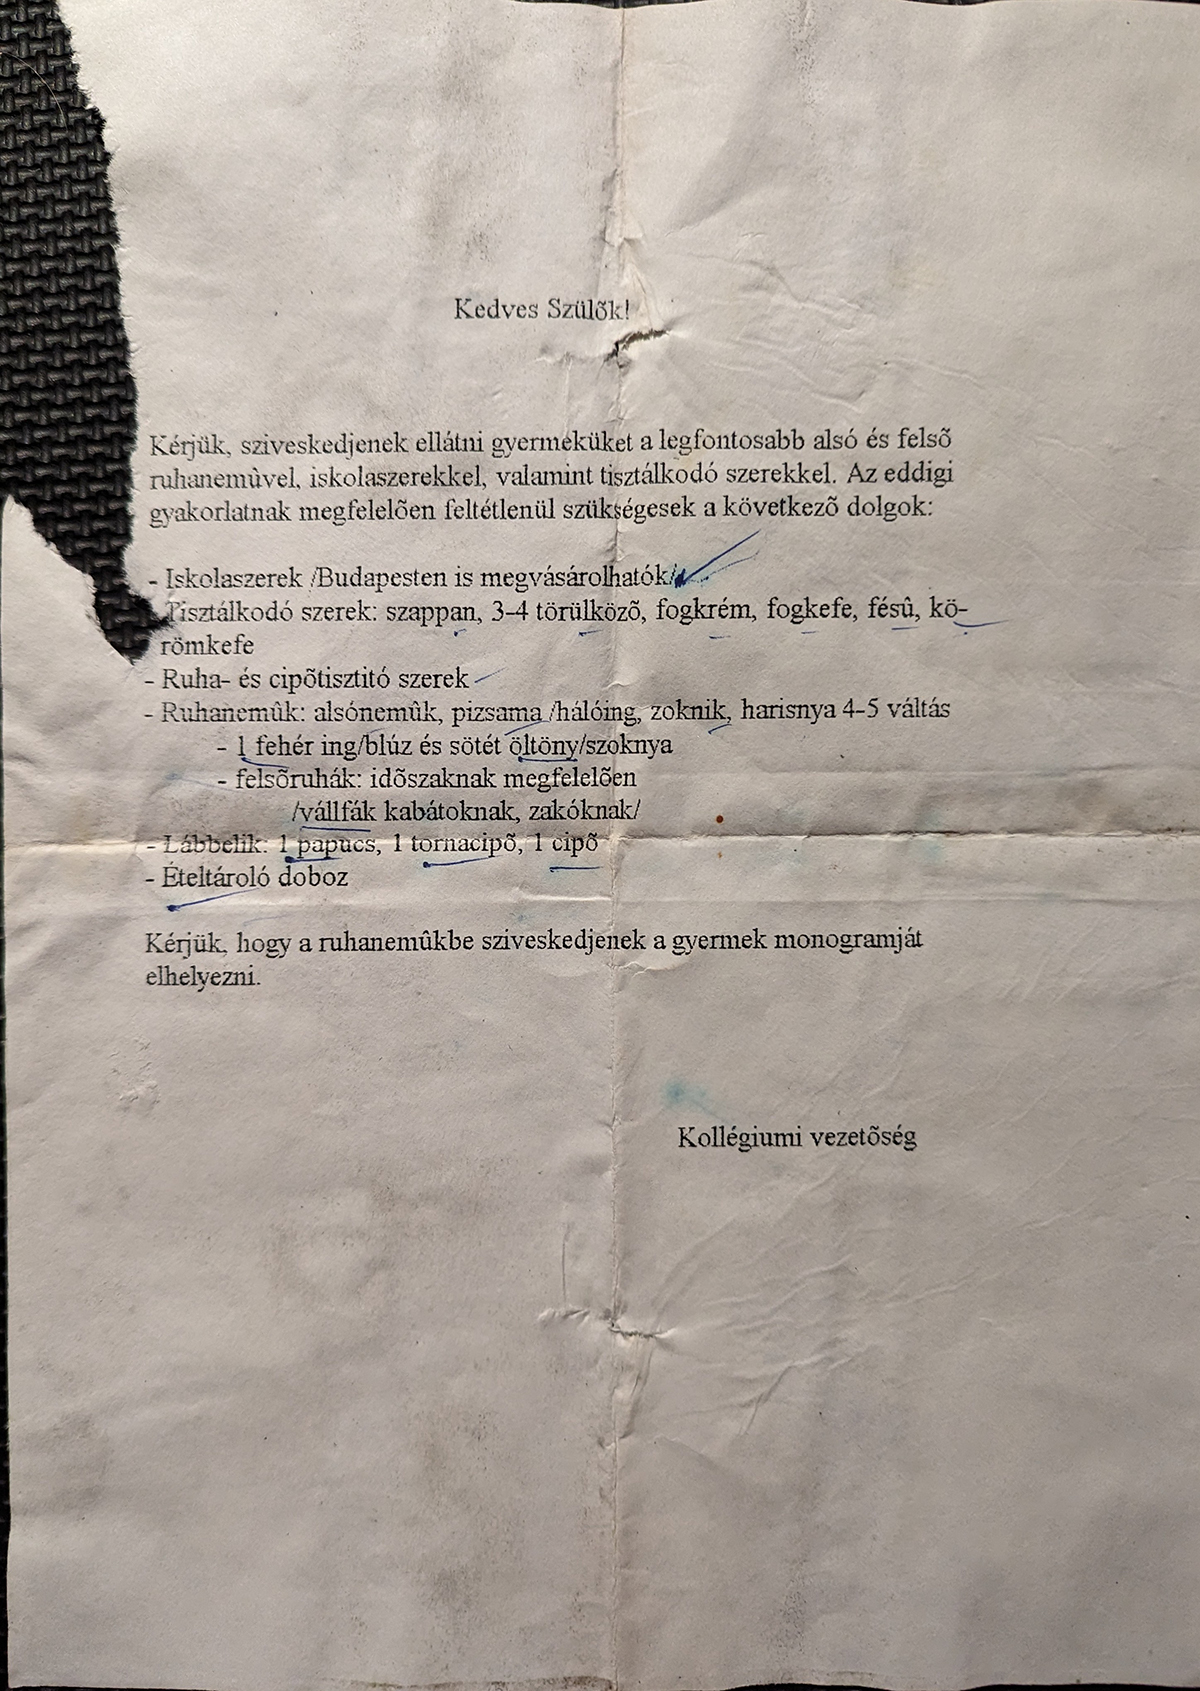 Kedves Szülõk!
Kérjük, sziveskedjenek ellátni gyermeküket a legfontosabb alsó és felsõ
ruhanemûvel, iskolaszerekkel, valamint tisztálkodó szerekkel. Az eddigi
gyakorlatnak megfelelõen feltétlenül szükségesek a következõ dolgok:
- Iskolaszerek /Budapesten is megvásárolhatók/
Tisztálkodó szerek: szappan, 3-4 törülközõ, fogkrém, fogkefe, fésû, kö-
römkefe
- Ruha- és cipõtisztitó szerek
- Ruhanemûk: alsónemûk, pizsama /hálóing, zoknik, harisnya 4-5 váltás
- 1 fehér ing/blúz és sötét öltöny/szoknya
- felsõruhák: idõszaknak megfelelõen
/vállfák kabátoknak, zakóknak/
- Lábbelik: 1 papucs, 1 tornacipõ, 1 cipõ
- Ételtároló doboz
Kérjük, hogy a ruhanemûkbe sziveskedjenek a gyermek monogramját
elhelyezni.
Kollégiumi vezetõség